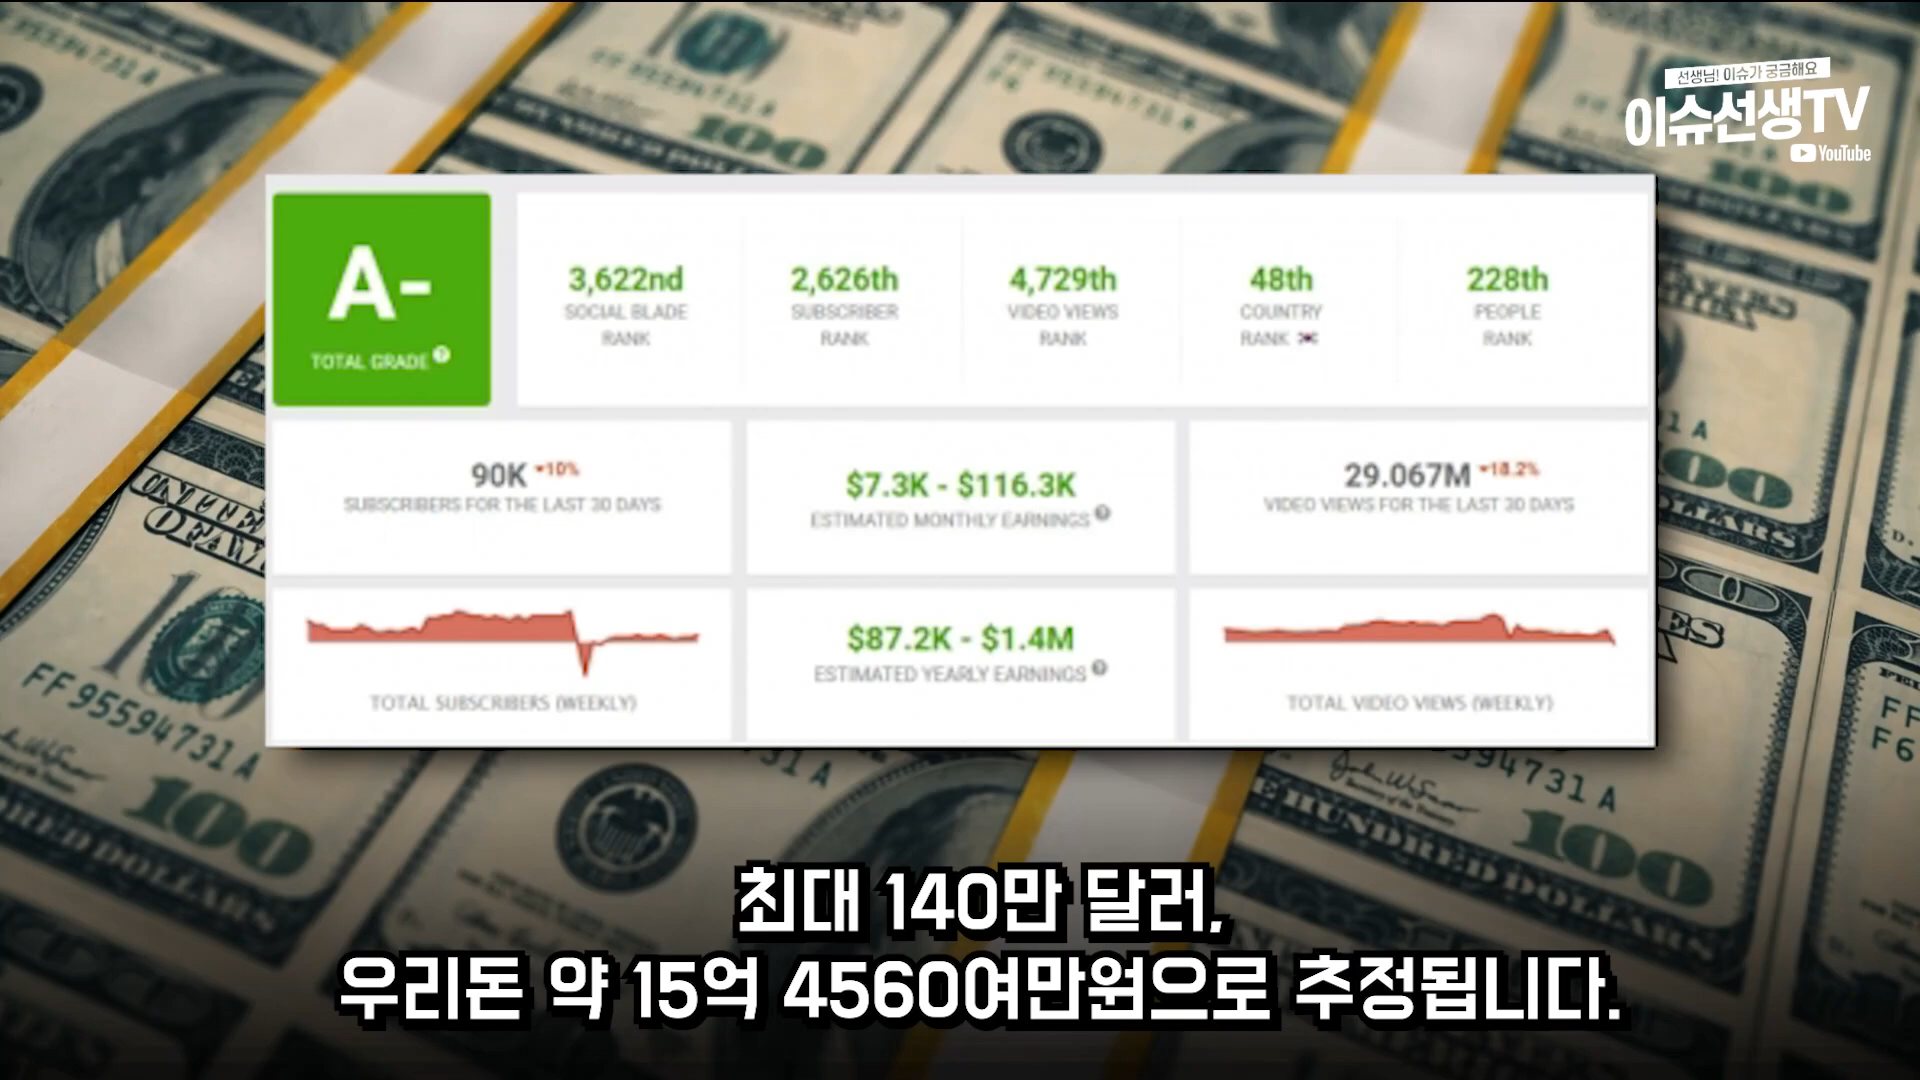 선생님! 이슈가 궁금해요
이슈선생TV
YouTube
A-
TOTAL GRADE
3,622nd
SOCIAL BLADE
RANK
2,626th
SUBSCRIBER
RANK
4,729th
VIDEO VIEWS
RANK
48th
COUNTRY
RANK
228th
PEOPLE
RANK
90K 10%
SUBSCRIBERS FOR THE LAST 30 DAYS
$7.3K - $116.3K
ESTIMATED MONTHLY EARNINGS
29.067M 18.2%
VIDEO VIEWS FOR THE LAST 30 DAYS
TOTAL SUBSCRIBERS (WEEKLY)
$87.2K - $1.4M
ESTIMATED YEARLY EARNINGS
TOTAL VIDEO VIEWS (WEEKLY)
FF95594731A
100
100
최대 140만 달러,
우리돈 약 15억 4560여만원으로 추정됩니다.